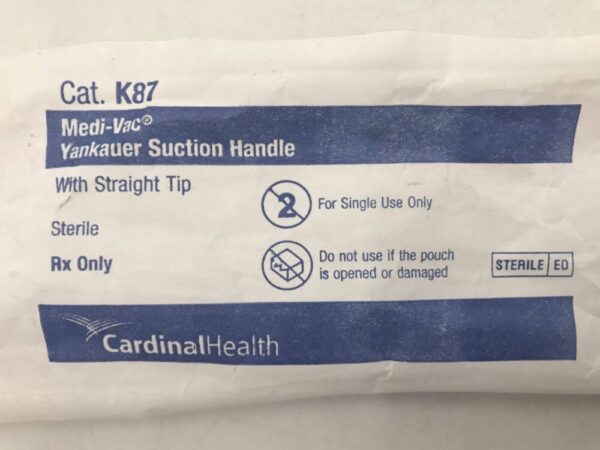 Cat. K87
Medi-Vac®
Yankauer Suction Handle
With Straight Tip
2 For Single Use Only
Sterile
Rx Only
Do not use if the pouch
is opened or damaged
STERILE EO
CardinalHealth